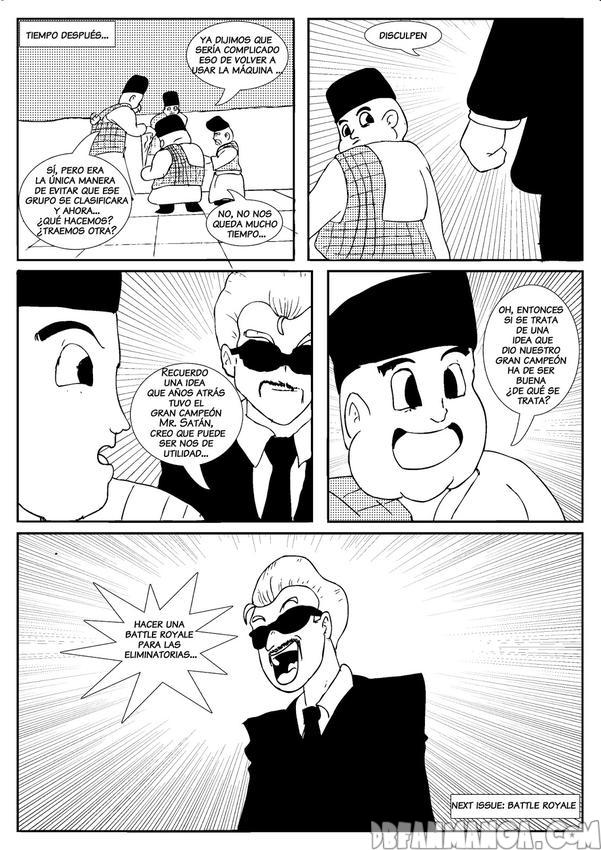 TIEMPO DESPUÉS...
YA DIJIMOS QUE
SERÍA COMPLICADO
ESO DE VOLVER A
USAR LA MÁQUINA ...
SÍ, PERO ERA
LA ÚNICA MANERA
DE EVITAR QUE ESE
GRUPO SE CLASIFICARA
Y AHORA...
¿QUÉ HACEMOS?
¿TRAEMOS OTRA?
NO, NO NOS
QUEDA MUCHO
TIEMPO...
DISCULPEN
RECUERDO
UNA IDEA
QUE AÑOS ATRÁS
TUVO EL
GRAN CAMPEÓN
MR. SATÁN,
CREO QUE PUEDE
SER NOS DE
UTILIDAD...
OH, ENTONCES
SI SE TRATA
DE UNA
IDEA QUE
DIO NUESTRO
GRAN CAMPEÓN
HA DE SER
BUENA
¿DE QUÉ SE
TRATA?
HACER UNA
BATTLE ROYALE
PARA LAS
ELIMINATORIAS...
NEXT ISSUE: BATTLE ROYALE
DBFANMANGA.COM